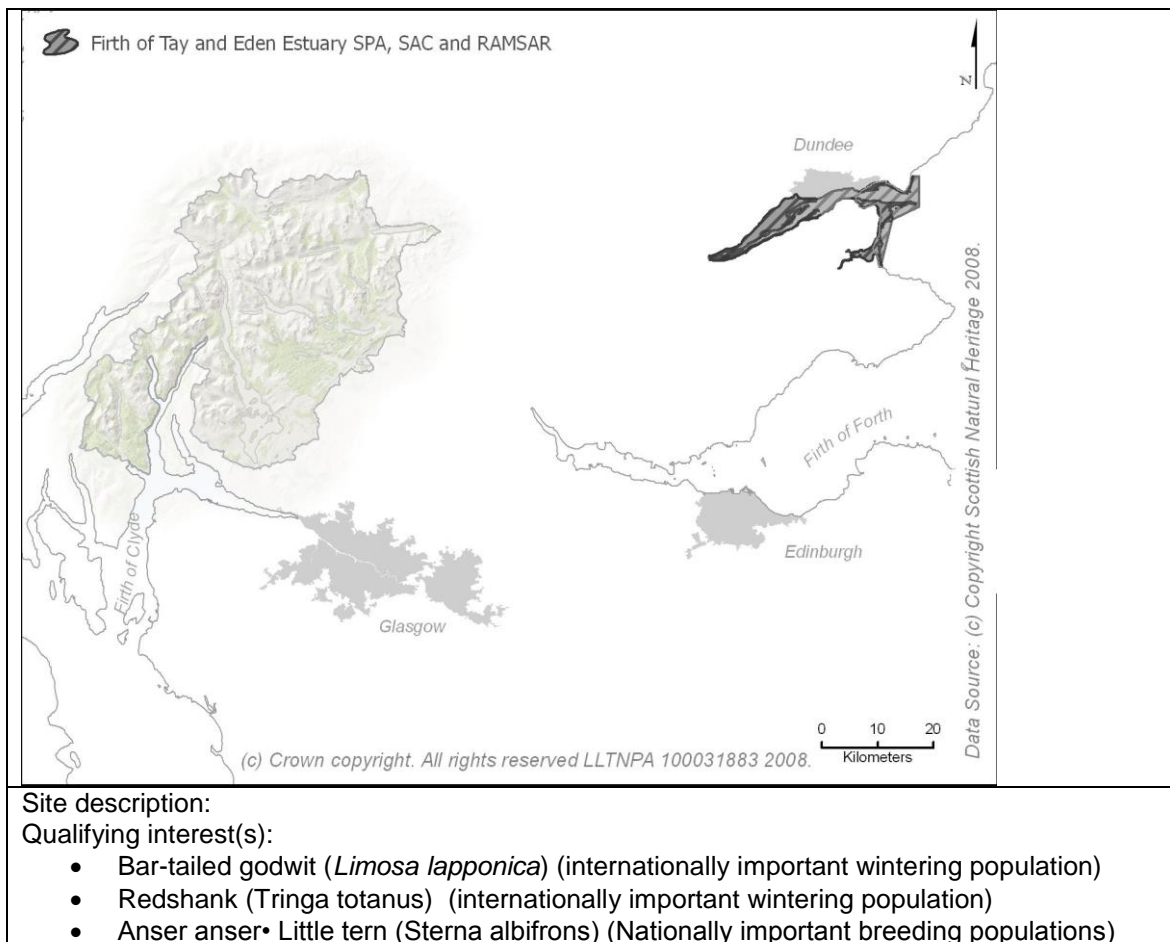 Firth of Tay and Eden Estuary SPA, SAC and RAMSAR
N
Dundee
Firth of Forth
Edinburgh
Firth of Clyde
Glasgow
0 10 20
Kilometers
(c) Crown copyright. All rights reserved LLTNPA 100031883 2008.
Data Source: (c) Copyright Scottish Natural Heritage 2008.
Site description:
Qualifying interest(s):
• Bar-tailed godwit (Limosa lapponica) (internationally important wintering population)
• Redshank (Tringa totanus) (internationally important wintering population)
• Anser anser• Little tern (Sterna albifrons) (Nationally important breeding populations)